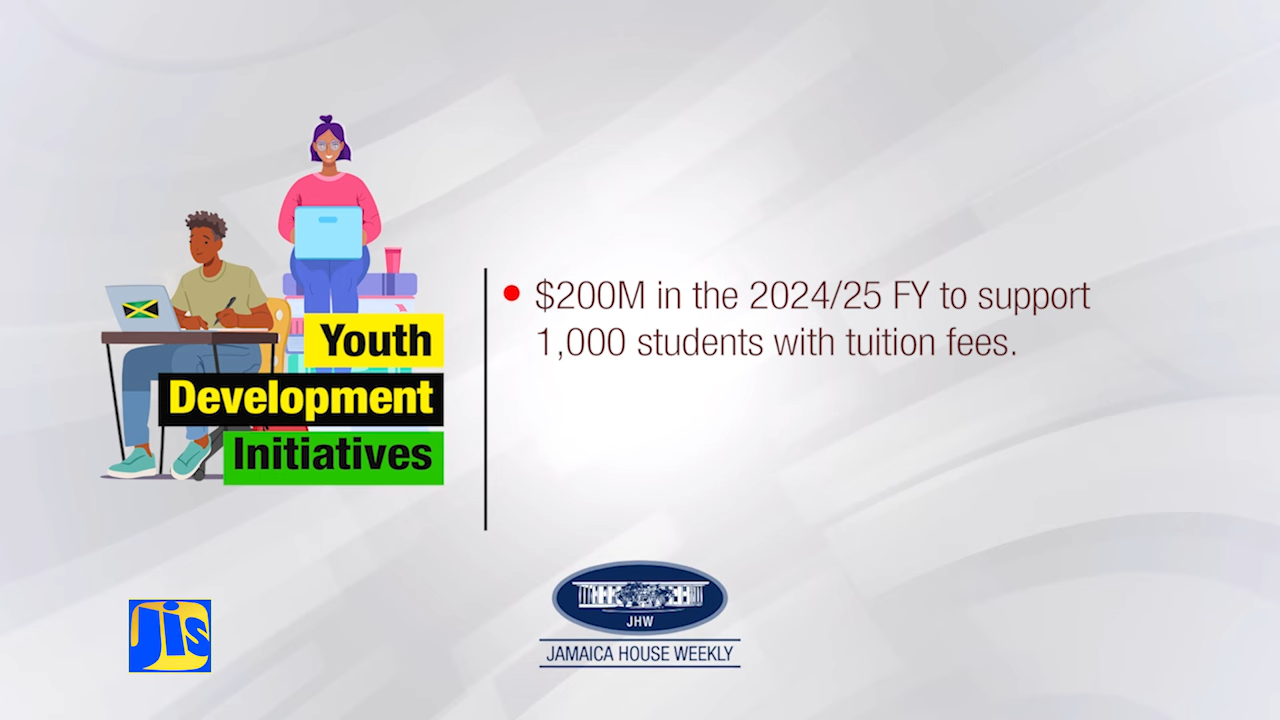 Youth
Development
Initiatives
$200M in the 2024/25 FY to support
1,000 students with tuition fees.
JHW
JAMAICA HOUSE WEEKLY
jis